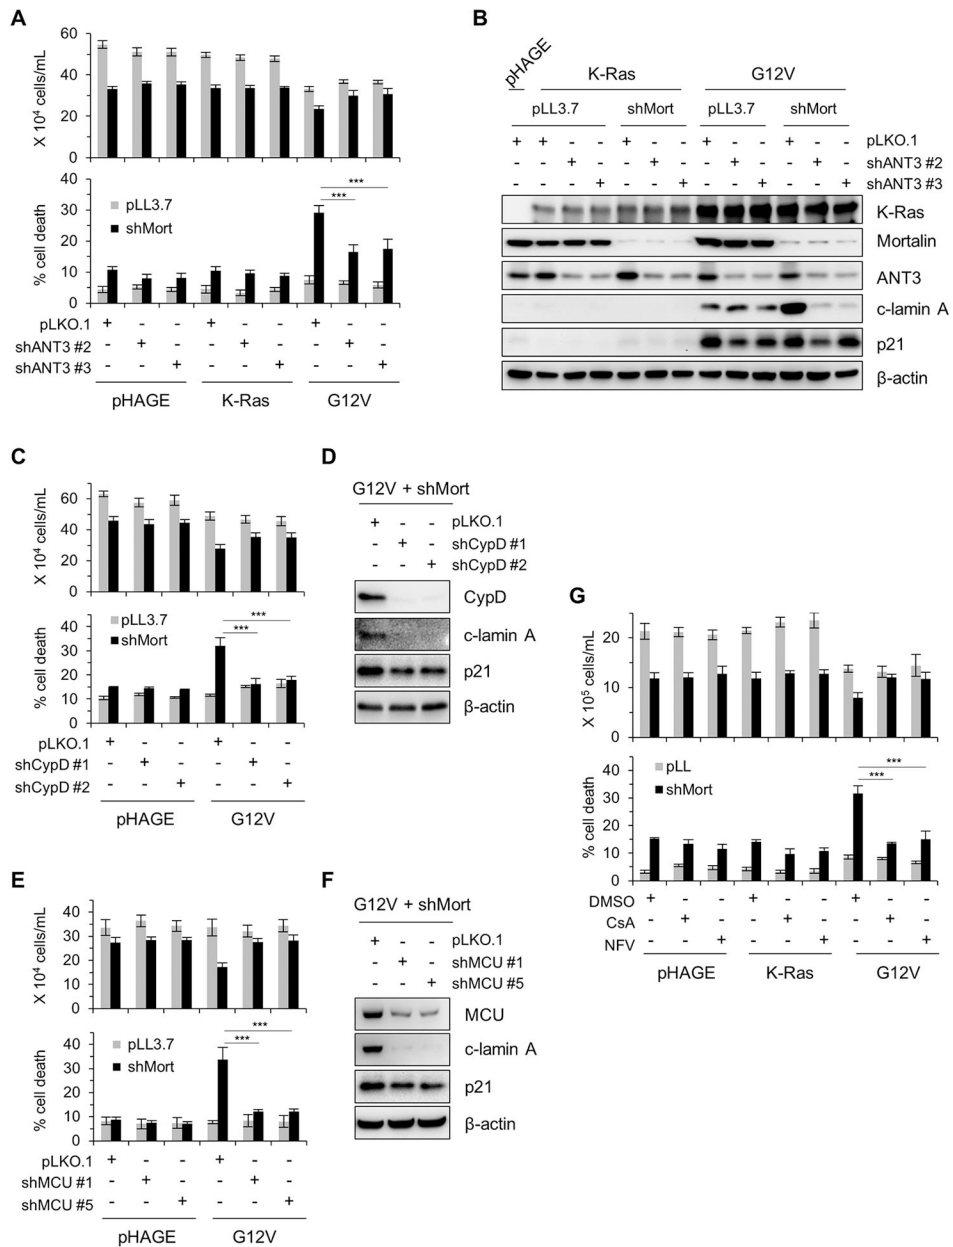 A
X 10⁴ cells/mL
60
40
20
0
% cell death
40
30
20
10
0
pLL3.7
shMort
***
***
pLKO.1 + - - + - - + - -
shANT3 #2 - + - - + - - + -
shANT3 #3 - - + - - + - - +
pHAGE K-Ras G12V
B
pHAGE K-Ras G12V
pLL3.7 shMort pLL3.7 shMort
+ + - - + - - + - - + - - pLKO.1
- - + - - + - - + - - + - shANT3 #2
- - - + - - + - - + - - + shANT3 #3
K-Ras
Mortalin
ANT3
c-lamin A
p21
β-actin
C
X 10⁴ cells/mL
60
40
20
0
% cell death
40
30
20
10
0
pLL3.7
shMort
***
***
pLKO.1 + - - + - -
shCypD #1 - + - - + -
shCypD #2 - - + - - +
pHAGE G12V
D
G12V + shMort
+ - - pLKO.1
- + - shCypD #1
- - + shCypD #2
CypD
c-lamin A
p21
β-actin
E
X 10⁴ cells/mL
40
30
20
10
0
% cell death
40
30
20
10
0
pLL3.7
shMort
***
***
pLKO.1 + - - + - -
shMCU #1 - + - - + -
shMCU #5 - - + - - +
pHAGE G12V
F
G12V + shMort
+ - - pLKO.1
- + - shMCU #1
- - + shMCU #5
MCU
c-lamin A
p21
β-actin
G
X 10⁵ cells/mL
20
10
0
% cell death
40
30
20
10
0
pLL
shMort
***
***
DMSO + - - + - - + - -
CsA - + - - + - - + -
NFV - - + - - + - - +
pHAGE K-Ras G12V